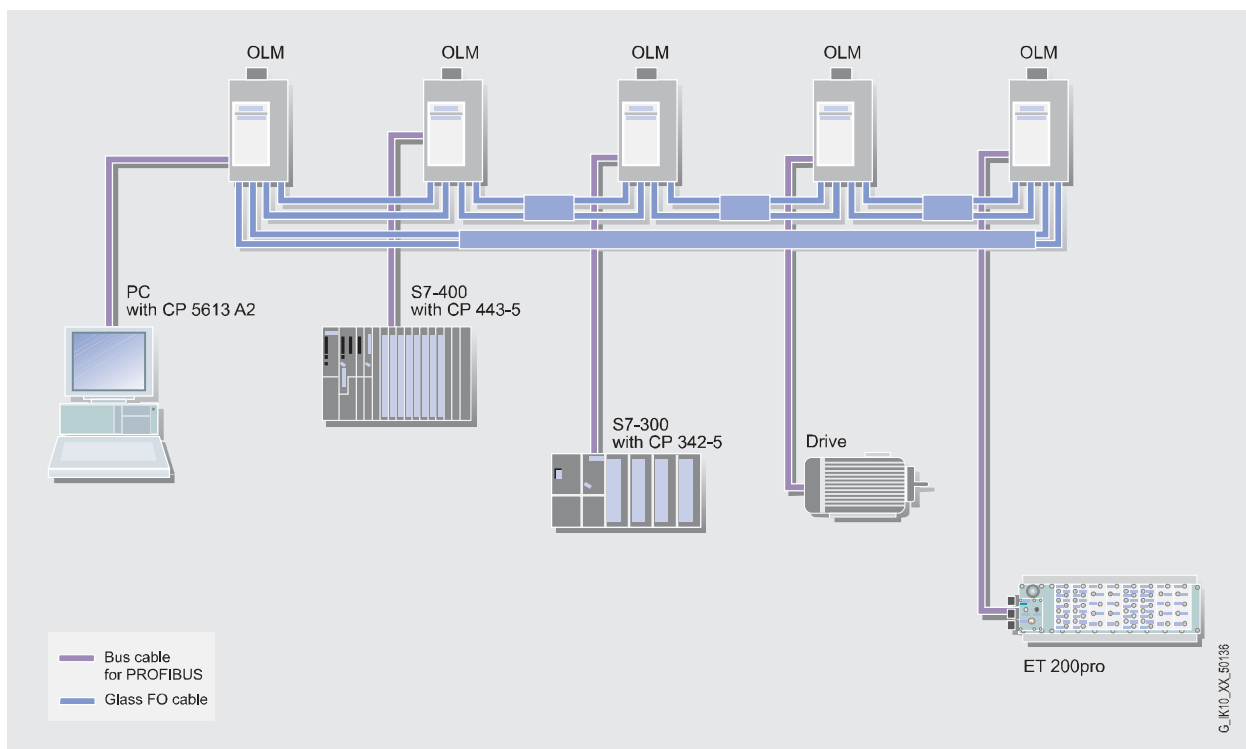 OLM
OLM
OLM
OLM
OLM
PC
with CP 5613 A2
S7-400
with CP 443-5
S7-300
with CP 342-5
Drive
ET 200pro
Bus cable
for PROFIBUS
Glass FO cable
G_IK10_XX_50136